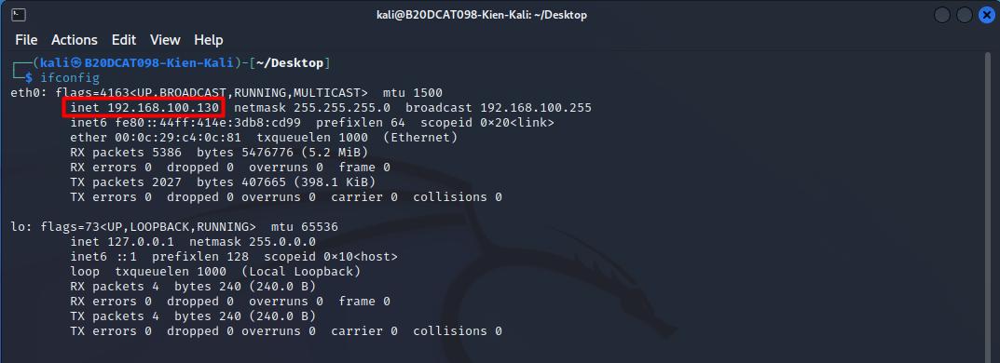 kali@B20DCAT098-Kien-Kali: ~/Desktop
File Actions Edit View Help
┌──(kali㉿B20DCAT098-Kien-Kali)-[~/Desktop]
└─$ ifconfig
eth0: flags=4163<UP,BROADCAST,RUNNING,MULTICAST>  mtu 1500
        inet 192.168.100.130  netmask 255.255.255.0  broadcast 192.168.100.255
        inet6 fe80::44ff:414e:3db8:cd99  prefixlen 64  scopeid 0x20<link>
        ether 00:0c:29:c4:0c:81  txqueuelen 1000  (Ethernet)
        RX packets 5386  bytes 5476776 (5.2 MiB)
        RX errors 0  dropped 0  overruns 0  frame 0
        TX packets 2027  bytes 407665 (398.1 KiB)
        TX errors 0  dropped 0 overruns 0  carrier 0  collisions 0
lo: flags=73<UP,LOOPBACK,RUNNING>  mtu 65536
        inet 127.0.0.1  netmask 255.0.0.0
        inet6 ::1  prefixlen 128  scopeid 0x10<host>
        loop  txqueuelen 1000  (Local Loopback)
        RX packets 4  bytes 240 (240.0 B)
        RX errors 0  dropped 0  overruns 0  frame 0
        TX packets 4  bytes 240 (240.0 B)
        TX errors 0  dropped 0 overruns 0  carrier 0  collisions 0